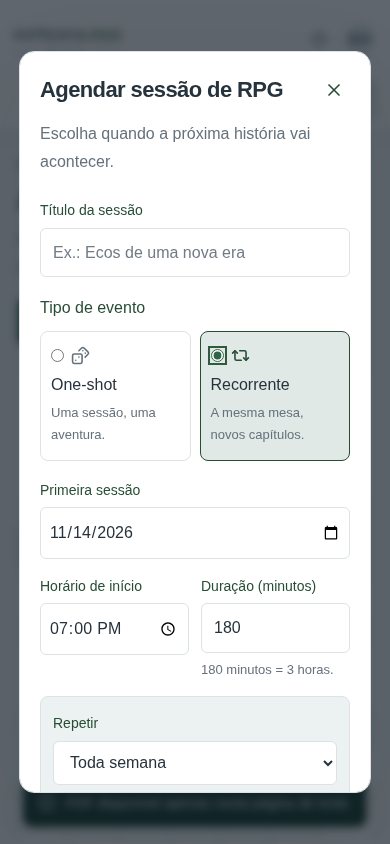 Agendar sessão de RPG
Escolha quando a próxima história vai
acontecer.
Título da sessão
Ex.: Ecos de uma nova era
Tipo de evento
One-shot
Uma sessão, uma
aventura.
Recorrente
A mesma mesa,
novos capítulos.
Primeira sessão
11/14/2026
Horário de início
07:00 PM
Duração (minutos)
180
180 minutos = 3 horas.
Repetir
Toda semana